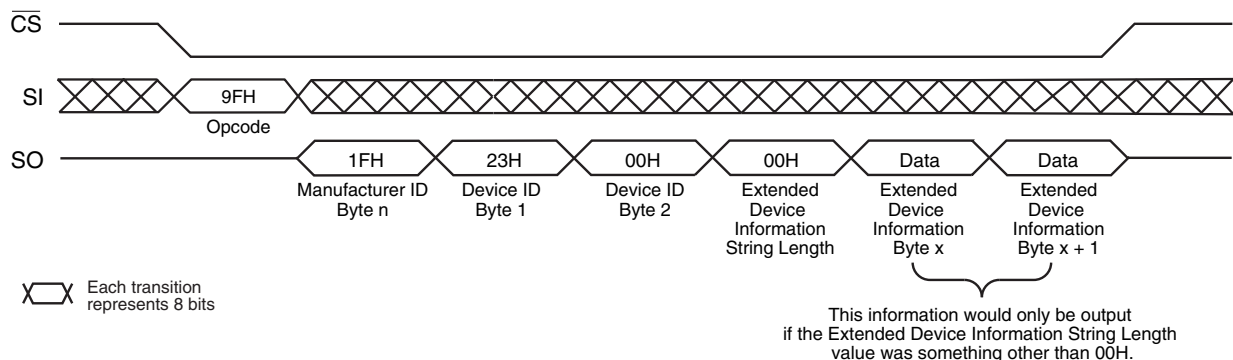 CS
SI
9FH
Opcode
SO
1FH
23H
00H
00H
Data
Data
Manufacturer ID
Byte n
Device ID
Byte 1
Device ID
Byte 2
Extended
Device
Information
String Length
Extended
Device
Information
Byte x
Extended
Device
Information
Byte x + 1
Each transition
represents 8 bits
This information would only be output
if the Extended Device Information String Length
value was something other than 00H.